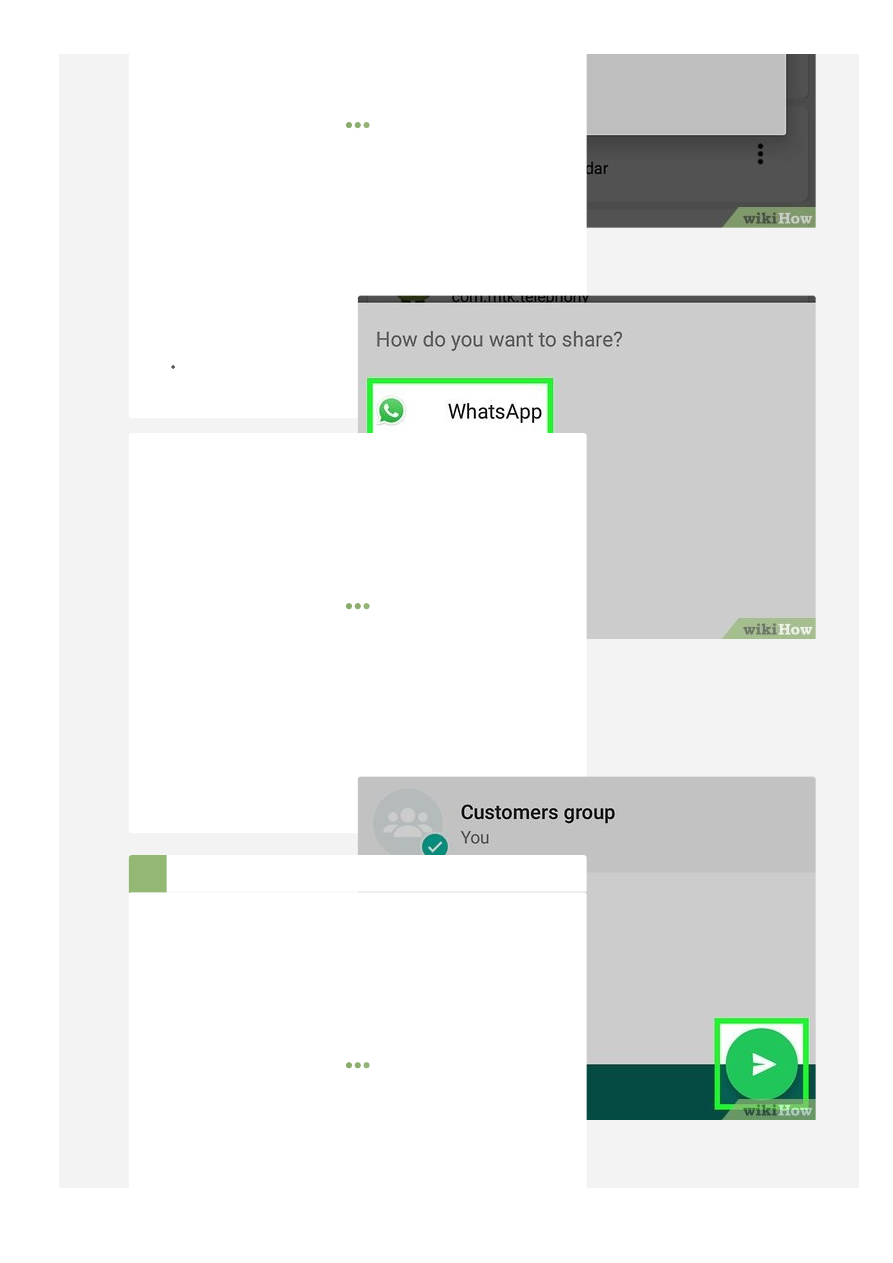 dar
wikiHow
com.mtk.telephony
How do you want to share?
WhatsApp
wikiHow
Customers group
You
wikiHow